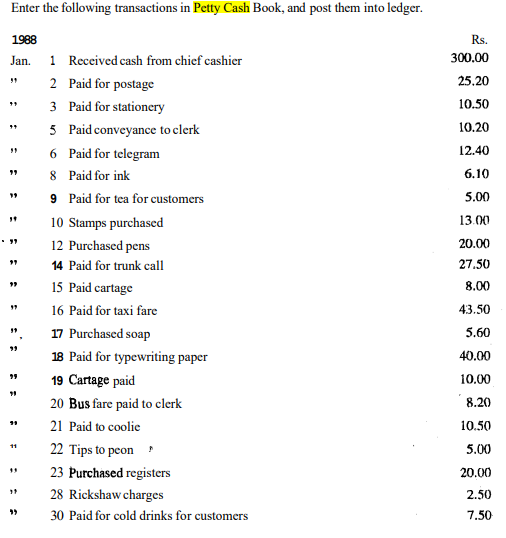 Enter the following transactions in Petty Cash Book, and post them into ledger.
1988 Rs.
Jan. 1 Received cash from chief cashier 300.00
" 2 Paid for postage 25.20
" 3 Paid for stationery 10.50
" 5 Paid conveyance to clerk 10.20
" 6 Paid for telegram 12.40
" 8 Paid for ink 6.10
" 9 Paid for tea for customers 5.00
" 10 Stamps purchased 13.00
" 12 Purchased pens 20.00
" 14 Paid for trunk call 27.50
" 15 Paid cartage 8.00
" 16 Paid for taxi fare 43.50
" 17 Purchased soap 5.60
" 18 Paid for typewriting paper 40.00
" 19 Cartage paid 10.00
" 20 Bus fare paid to clerk 8.20
" 21 Paid to coolie 10.50
" 22 Tips to peon 5.00
" 23 Purchased registers 20.00
" 28 Rickshaw charges 2.50
" 30 Paid for cold drinks for customers 7.50